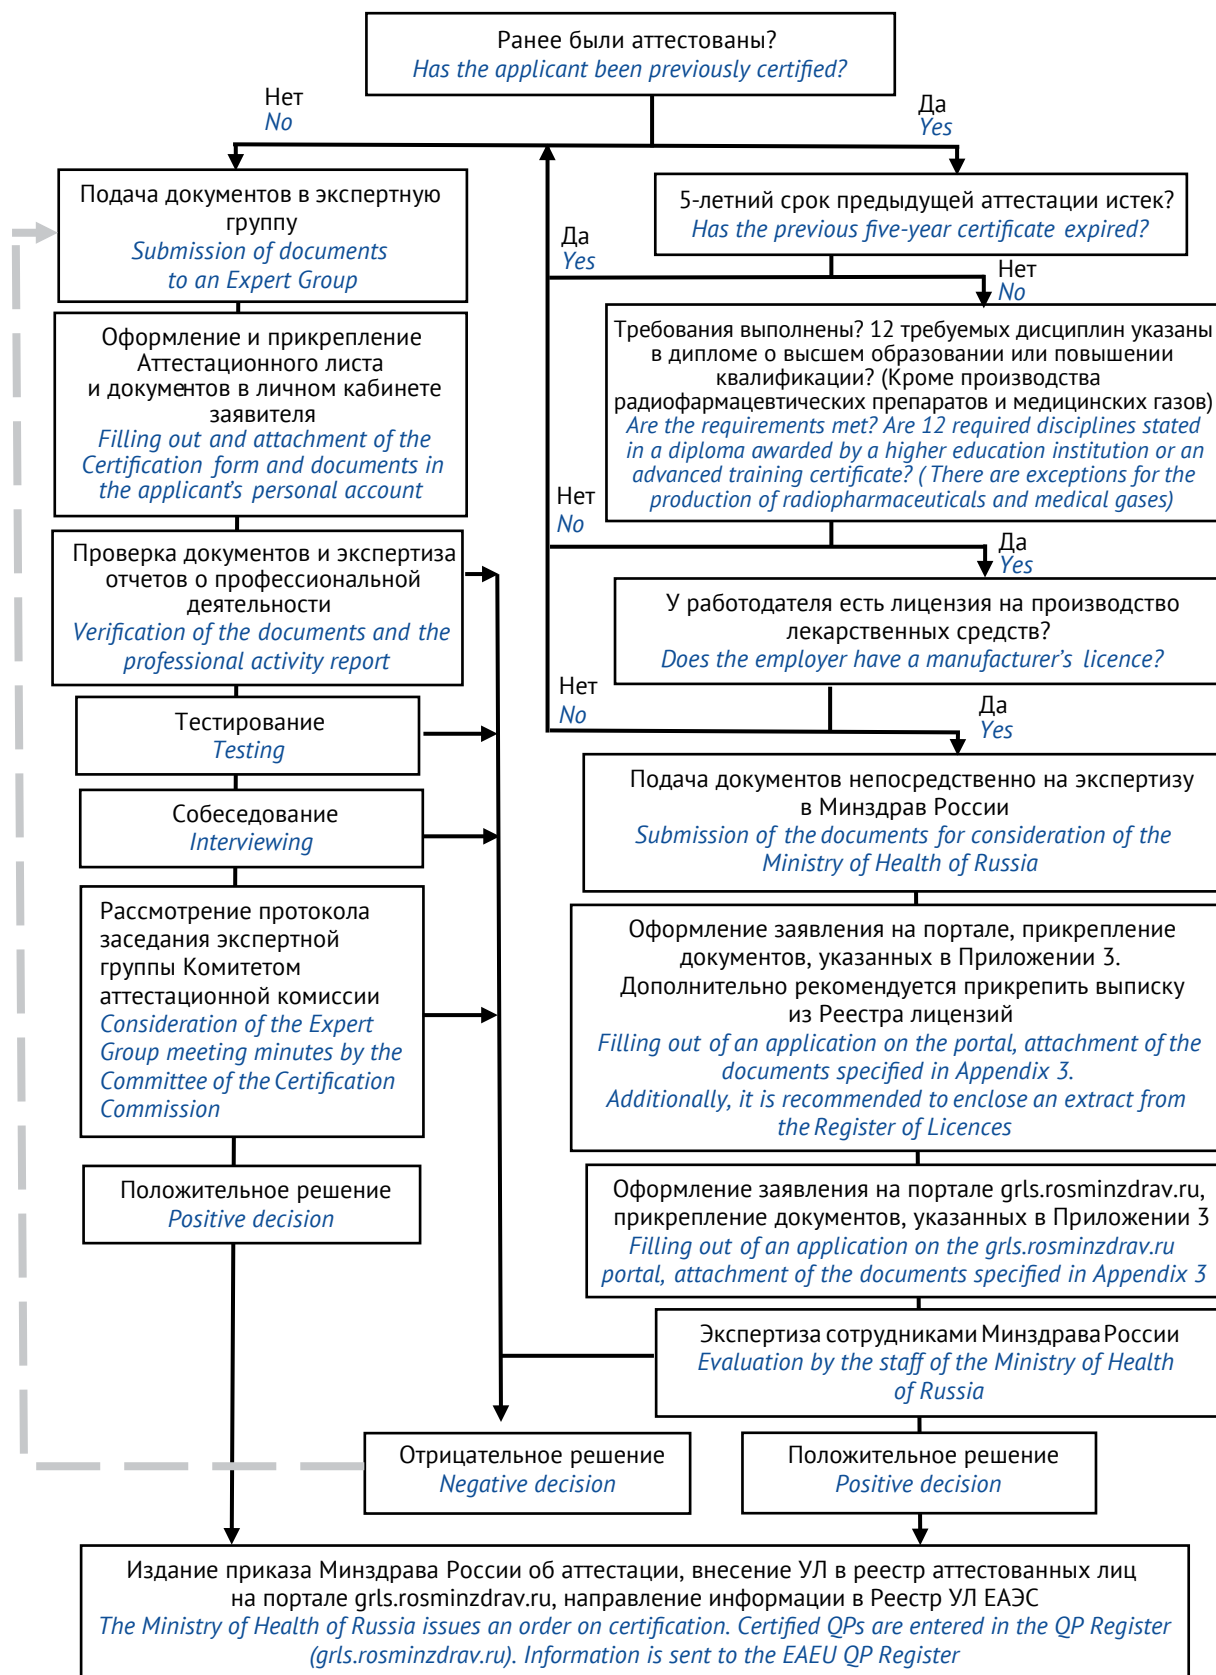 Ранее были аттестованы?
Has the applicant been previously certified?
Нет
No
Да
Yes
Подача документов в экспертную
группу
Submission of documents
to an Expert Group
5-летний срок предыдущей аттестации истек?
Has the previous five-year certificate expired?
Да
Yes
Нет
No
Оформление и прикрепление
Аттестационного листа
и документов в личном кабинете
заявителя
Filling out and attachment of the
Certification form and documents in
the applicant's personal account
Требования выполнены? 12 требуемых дисциплин указаны
в дипломе о высшем образовании или повышении
квалификации? (Кроме производства
радиофармацевтических препаратов и медицинских газов)
Are the requirements met? Are 12 required disciplines stated
in a diploma awarded by a higher education institution or an
advanced training certificate? ( There are exceptions for the
production of radiopharmaceuticals and medical gases)
Нет
No
Да
Yes
Проверка документов и экспертиза
отчетов о профессиональной
деятельности
Verification of the documents and the
professional activity report
У работодателя есть лицензия на производство
лекарственных средств?
Does the employer have a manufacturer's licence?
Нет
No
Да
Yes
Тестирование
Testing
Собеседование
Interviewing
Подача документов непосредственно на экспертизу
в Минздрав России
Submission of the documents for consideration of the
Ministry of Health of Russia
Рассмотрение протокола
заседания экспертной
группы Комитетом
аттестационной комиссии
Consideration of the Expert
Group meeting minutes by the
Committee of the Certification
Commission
Оформление заявления на портале, прикрепление
документов, указанных в Приложении 3.
Дополнительно рекомендуется прикрепить выписку
из Реестра лицензий
Filling out of an application on the portal, attachment of the
documents specified in Appendix 3.
Additionally, it is recommended to enclose an extract from
the Register of Licences
Положительное решение
Positive decision
Оформление заявления на портале grls.rosminzdrav.ru,
прикрепление документов, указанных в Приложении 3
Filling out of an application on the grls.rosminzdrav.ru
portal, attachment of the documents specified in Appendix 3
Экспертиза сотрудниками Минздрава России
Evaluation by the staff of the Ministry of Health
of Russia
Отрицательное решение
Negative decision
Положительное решение
Positive decision
Издание приказа Минздрава России об аттестации, внесение УЛ в реестр аттестованных лиц
на портале grls.rosminzdrav.ru, направление информации в Реестр УЛ ЕАЭС
The Ministry of Health of Russia issues an order on certification. Certified QPs are entered in the QP Register
(grls.rosminzdrav.ru). Information is sent to the EAEU QP Register